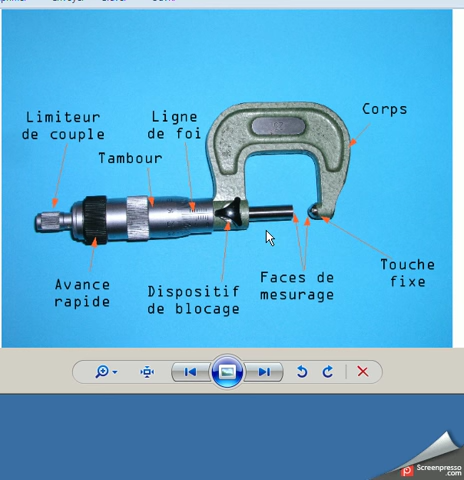 Corps
Limiteur
de couple
Ligne
de foi
Tambour
Touche
fixe
Faces de
mesurage
Avance
rapide
Dispositif
de blocage
Screenpresso
.com